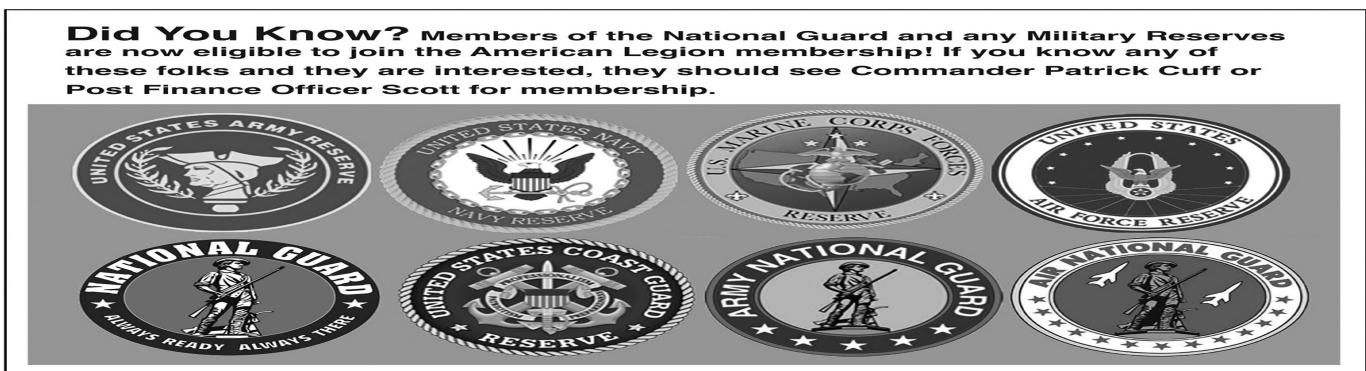 Did You Know? Members of the National Guard and any Military Reserves
are now eligible to join the American Legion membership! If you know any of
these folks and they are interested, they should see Commander Patrick Cuff or
Post Finance Officer Scott for membership.
UNITED STATES ARMY RESERVE
UNITED STATES NAVY
NAVY RESERVE
U.S. MARINE CORPS FORCES
RESERVE
UNITED STATES
AIR FORCE RESERVE
NATIONAL GUARD
ALWAYS READY ALWAYS THERE
UNITED STATES COAST GUARD
RESERVE
ARMY NATIONAL GUARD
AIR NATIONAL GUARD